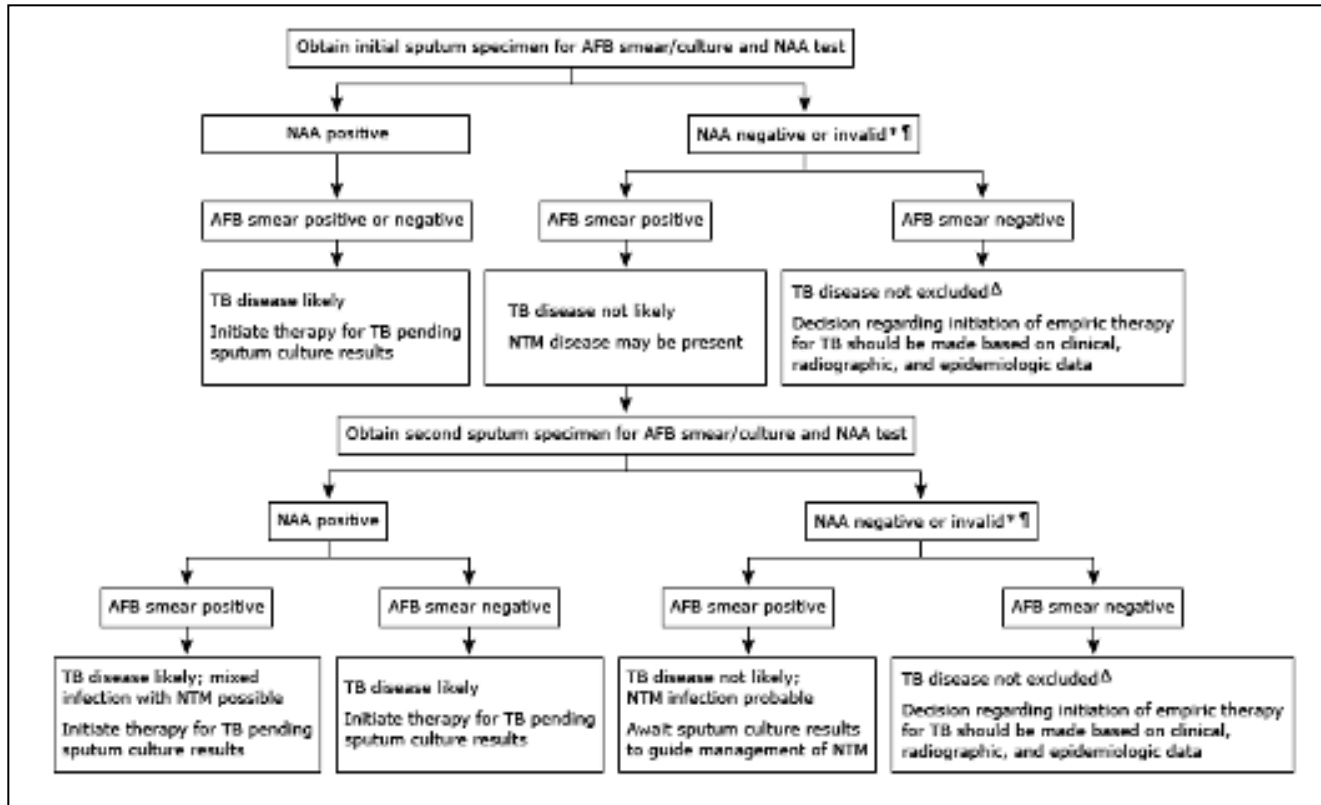 Obtain initial sputum specimen for AFB smear/culture and NAA test
NAA positive
NAA negative or invalid* ¶
AFB smear positive or negative
AFB smear positive
AFB smear negative
TB disease likely
Initiate therapy for TB pending
sputum culture results
TB disease not likely
NTM disease may be present
TB disease not excluded Δ
Decision regarding initiation of empiric therapy
for TB should be made based on clinical,
radiographic, and epidemiologic data
Obtain second sputum specimen for AFB smear/culture and NAA test
NAA positive
NAA negative or invalid* ¶
AFB smear positive
AFB smear negative
AFB smear positive
AFB smear negative
TB disease likely; mixed
infection with NTM possible
Initiate therapy for TB pending
sputum culture results
TB disease likely
Initiate therapy for TB pending
sputum culture results
TB disease not likely;
NTM infection probable
Await sputum culture results
to guide management of NTM
TB disease not excluded Δ
Decision regarding initiation of empiric therapy
for TB should be made based on clinical,
radiographic, and epidemiologic data